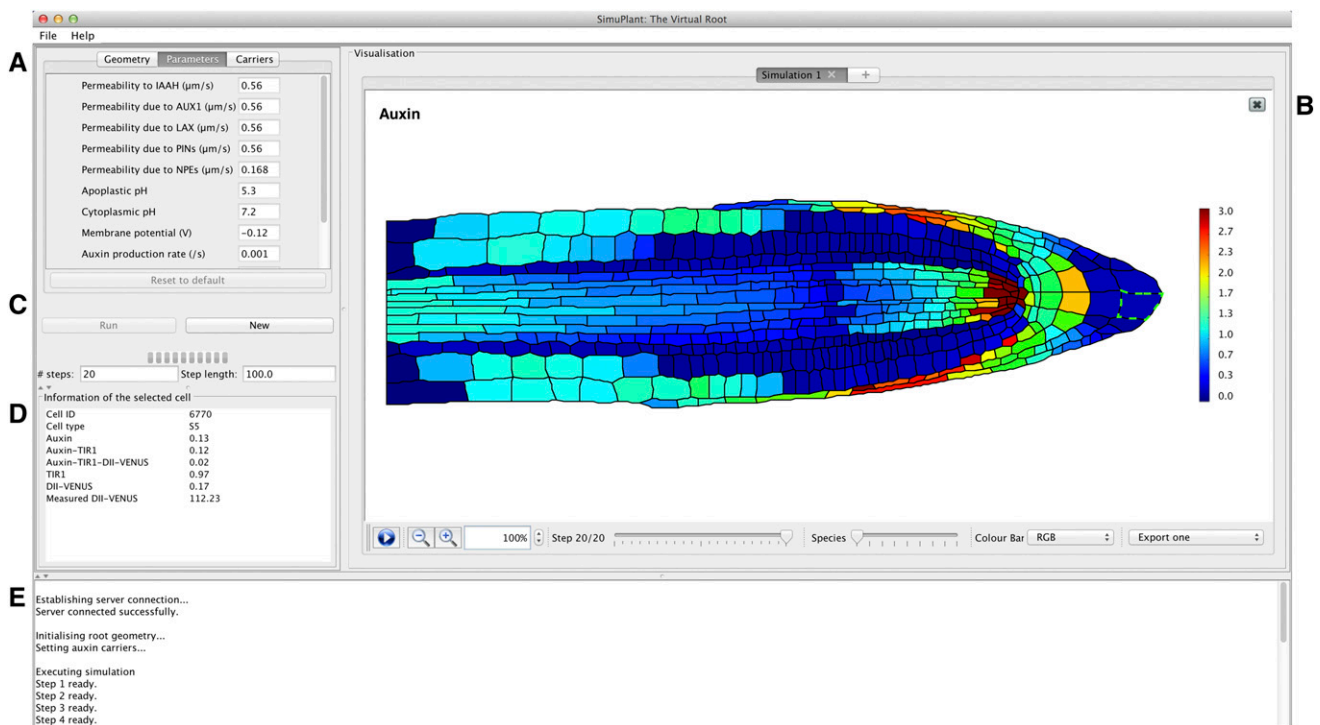 SimuPlant: The Virtual Root
File Help
A
Geometry Parameters Carriers
Permeability to IAAH (μm/s) 0.56
Permeability due to AUX1 (μm/s) 0.56
Permeability due to LAX (μm/s) 0.56
Permeability due to PINs (μm/s) 0.56
Permeability due to NPEs (μm/s) 0.168
Apoplastic pH 5.3
Cytoplasmic pH 7.2
Membrane potential (V) -0.12
Auxin production rate (/s) 0.001
Reset to default
C
Run New
# steps: 20 Step length: 100.0
D
Information of the selected cell
Cell ID 6770
Cell type S5
Auxin 0.13
Auxin-TIR1 0.12
Auxin-TIR1-DII-VENUS 0.02
TIR1 0.97
DII-VENUS 0.17
Measured DII-VENUS 112.23
Visualisation
Simulation 1 × +
B
Auxin
3.0
2.7
2.3
2.0
1.7
1.3
1.0
0.7
0.3
0.0
100% Step 20/20 Species Colour Bar RGB Export one
E
Establishing server connection...
Server connected successfully.
Initialising root geometry...
Setting auxin carriers...
Executing simulation
Step 1 ready.
Step 2 ready.
Step 3 ready.
Step 4 ready.